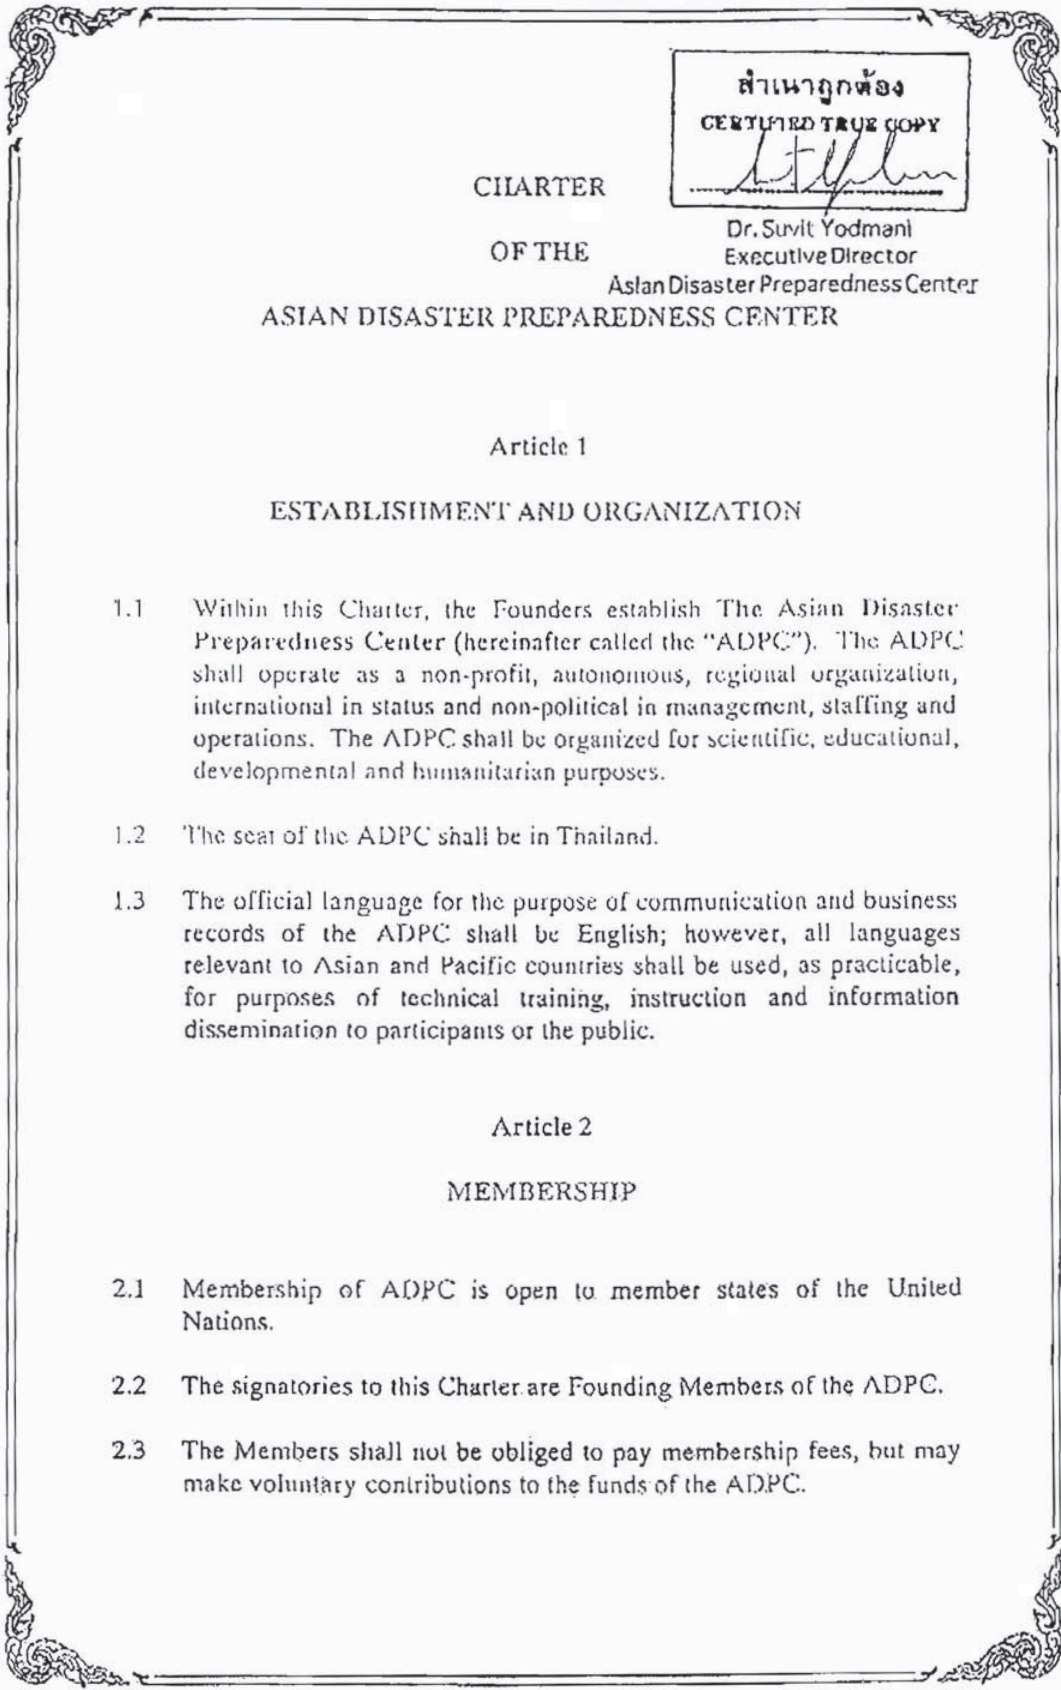 สำเนาถูกต้อง
CERTIFIED TRUE COPY
Dr. Suvit Yodmani
Executive Director
Asian Disaster Preparedness Center
CHARTER
OF THE
ASIAN DISASTER PREPAREDNESS CENTER
Article 1
ESTABLISHMENT AND ORGANIZATION
1.1 Within this Charter, the Founders establish The Asian Disaster
Preparedness Center (hereinafter called the “ADPC”). The ADPC
shall operate as a non-profit, autonomous, regional organization,
international in status and non-political in management, staffing and
operations. The ADPC shall be organized for scientific, educational,
developmental and humanitarian purposes.
1.2 The seat of the ADPC shall be in Thailand.
1.3 The official language for the purpose of communication and business
records of the ADPC shall be English; however, all languages
relevant to Asian and Pacific countries shall be used, as practicable,
for purposes of technical training, instruction and information
dissemination to participants or the public.
Article 2
MEMBERSHIP
2.1 Membership of ADPC is open to member states of the United
Nations.
2.2 The signatories to this Charter are Founding Members of the ADPC.
2.3 The Members shall not be obliged to pay membership fees, but may
make voluntary contributions to the funds of the ADPC.